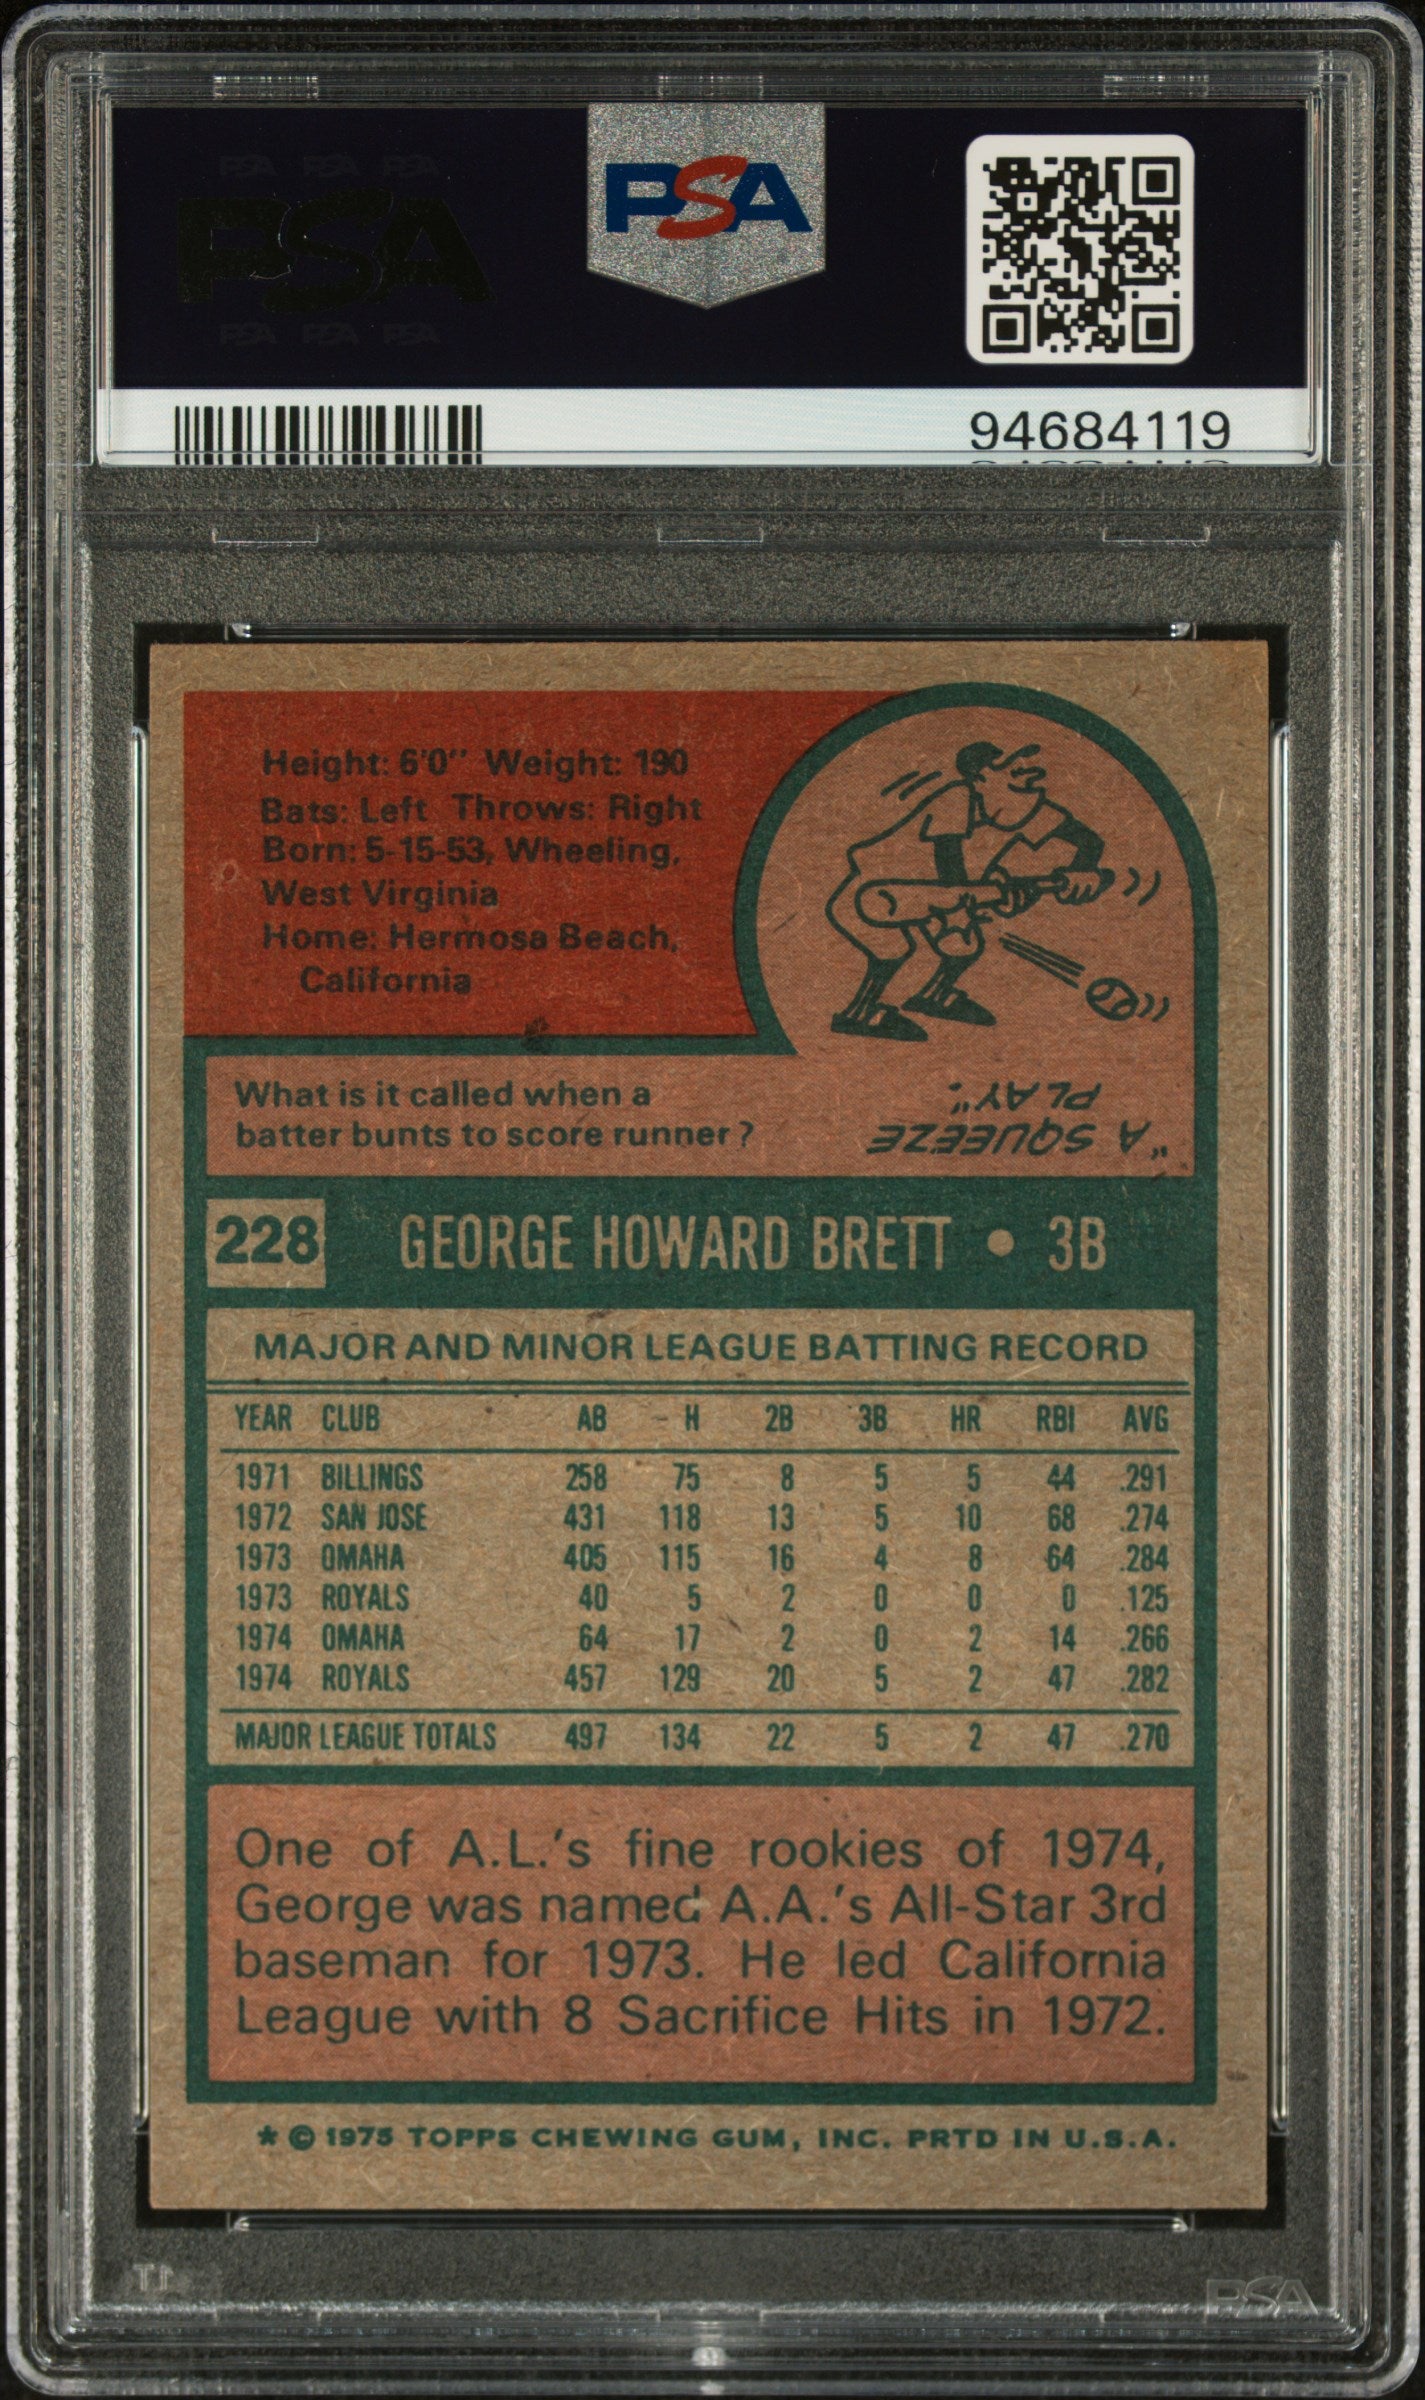 PSA PSA PSA
PSA
PSA PSA PSA
PSA
94684119
Height: 6'0" Weight: 190
Bats: Left Throws: Right
Born: 5-15-53, Wheeling,
West Virginia
Home: Hermosa Beach,
California
What is it called when a
batter bunts to score runner?
"A SQUEEZE
PLAY".
228 GEORGE HOWARD BRETT • 3B
MAJOR AND MINOR LEAGUE BATTING RECORD
YEAR CLUB AB H 2B 3B HR RBI AVG
1971 BILLINGS 258 75 8 5 5 44 .291
1972 SAN JOSE 431 118 13 5 10 68 .274
1973 OMAHA 405 115 16 4 8 64 .284
1973 ROYALS 40 5 2 0 0 0 .125
1974 OMAHA 64 17 2 0 2 14 .266
1974 ROYALS 457 129 20 5 2 47 .282
MAJOR LEAGUE TOTALS 497 134 22 5 2 47 .270
One of A.L.'s fine rookies of 1974,
George was named A.A.'s All-Star 3rd
baseman for 1973. He led California
League with 8 Sacrifice Hits in 1972.
* © 1975 TOPPS CHEWING GUM, INC. PRTD IN U.S.A.
PSA